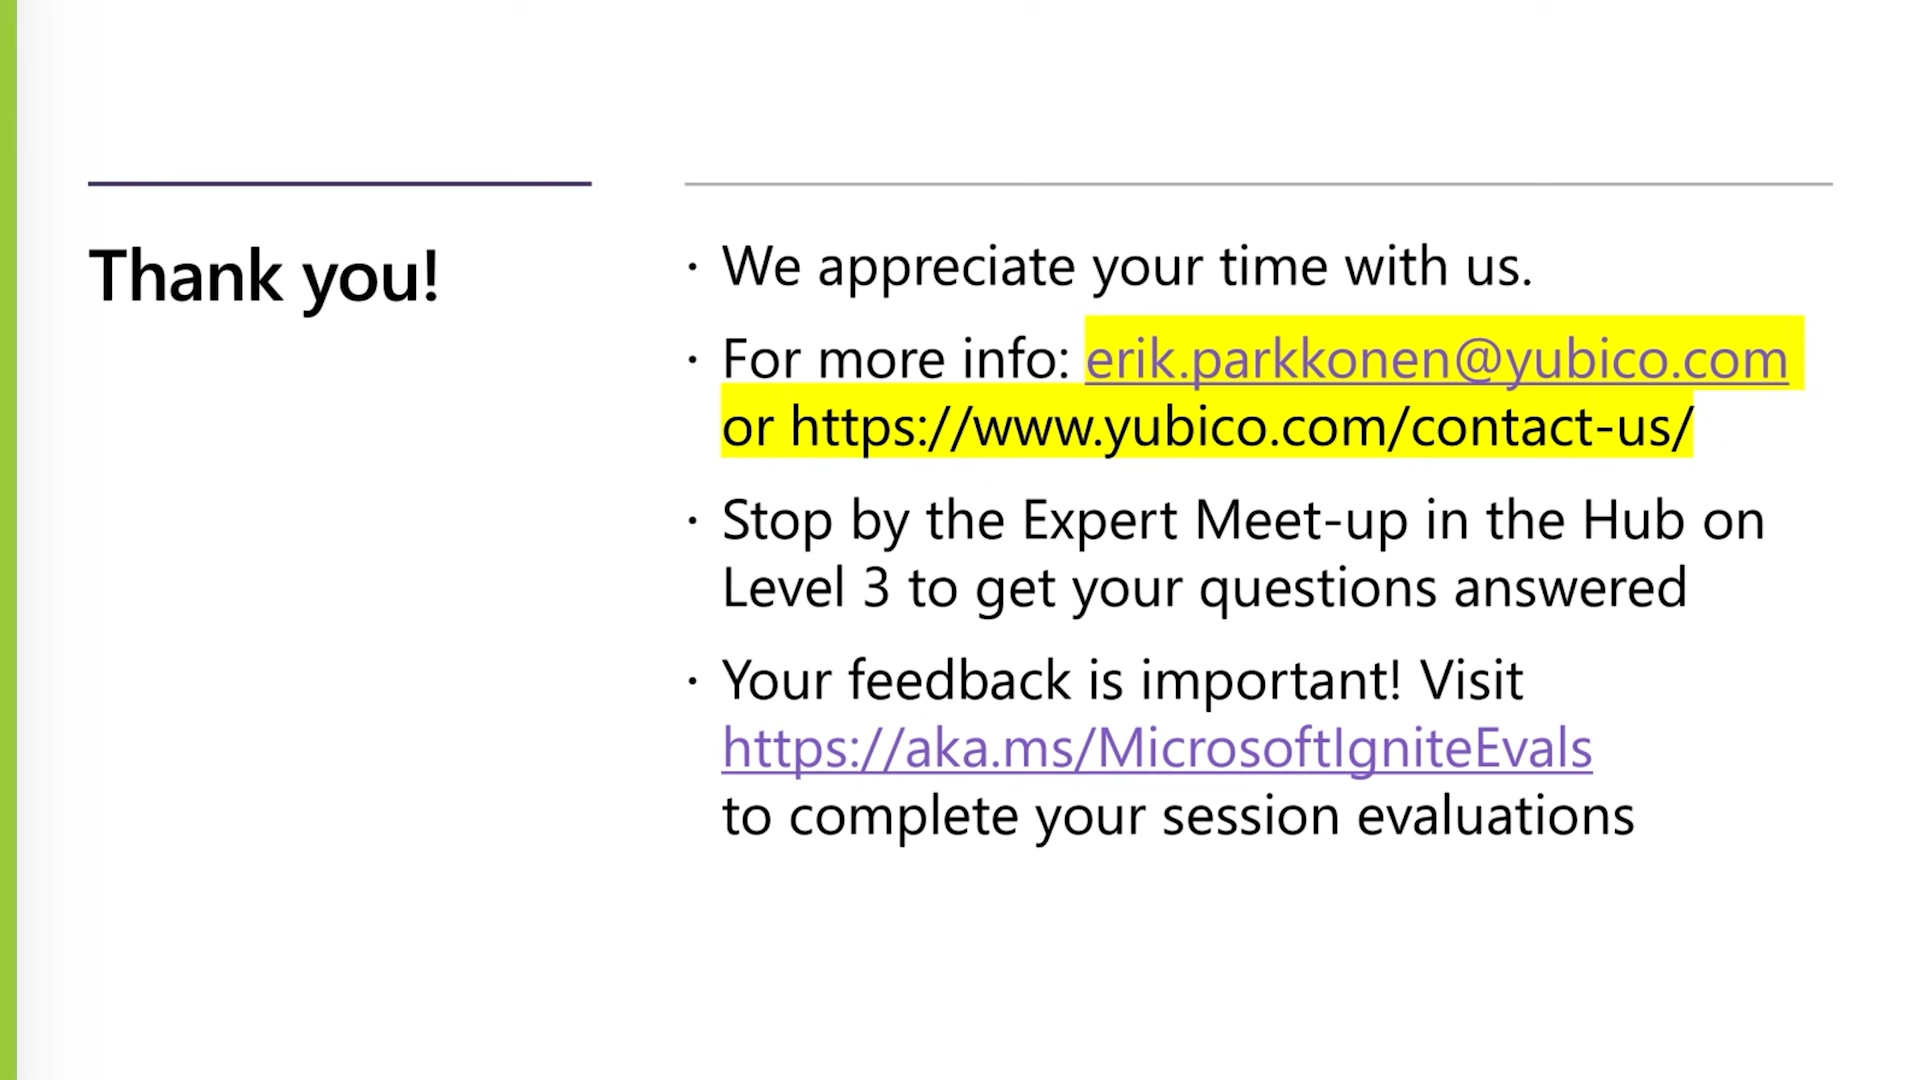 Thank you!
· We appreciate your time with us.
· For more info: erik.parkkonen@yubico.com
or https://www.yubico.com/contact-us/
· Stop by the Expert Meet-up in the Hub on
Level 3 to get your questions answered
· Your feedback is important! Visit
https://aka.ms/MicrosoftIgniteEvals
to complete your session evaluations